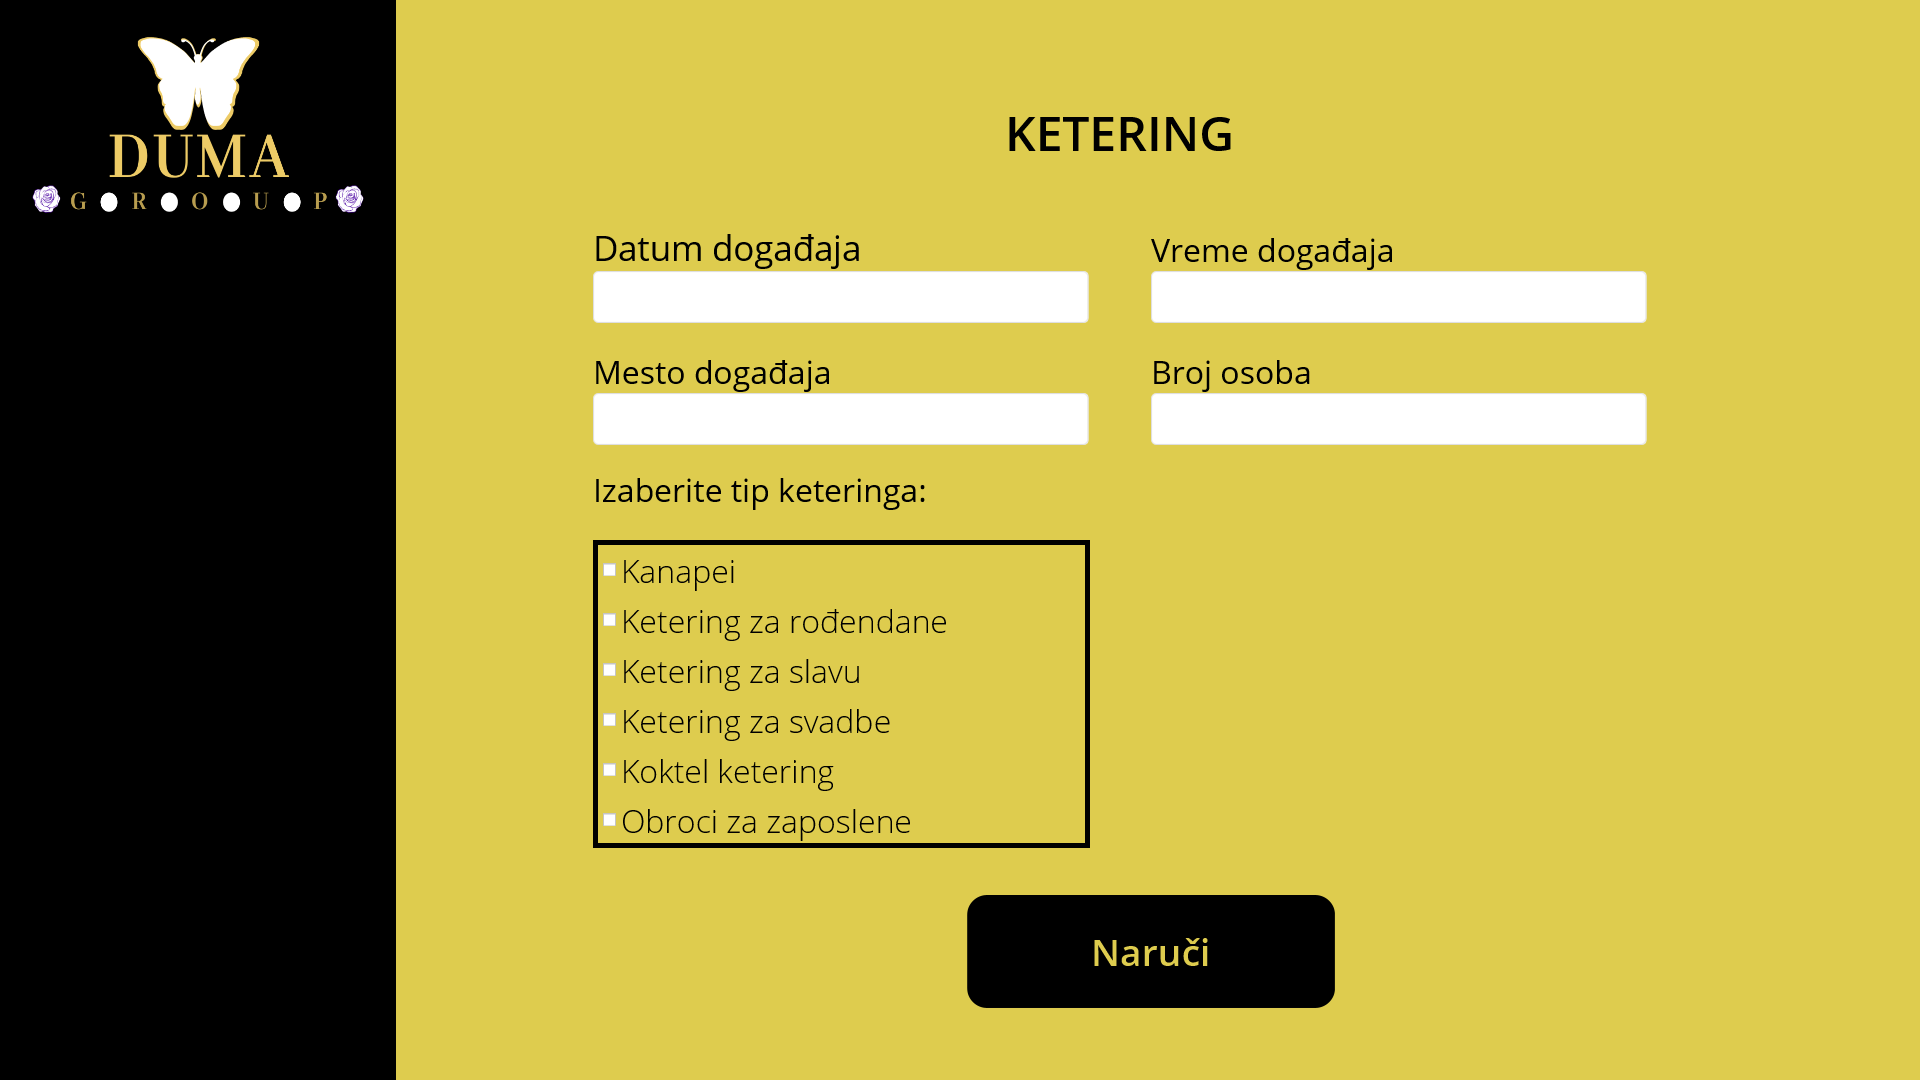 DUMA
G R O U P
KETERING
Datum događaja
Vreme događaja
Mesto događaja
Broj osoba
Izaberite tip keteringa:
Kanapei
Ketering za rođendane
Ketering za slavu
Ketering za svadbe
Koktel ketering
Obroci za zaposlene
Naruči